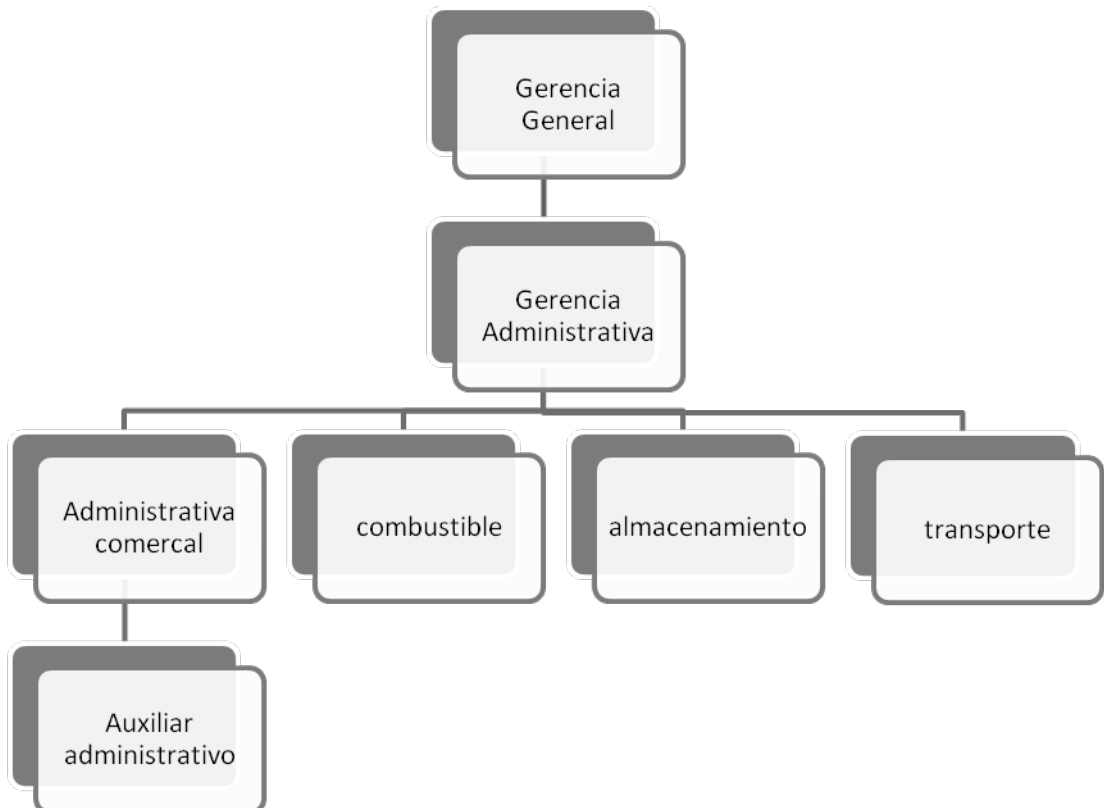 Gerencia
General
Gerencia
Administrativa
Administrativa
comercal
combustible
almacenamiento
transporte
Auxiliar
administrativo